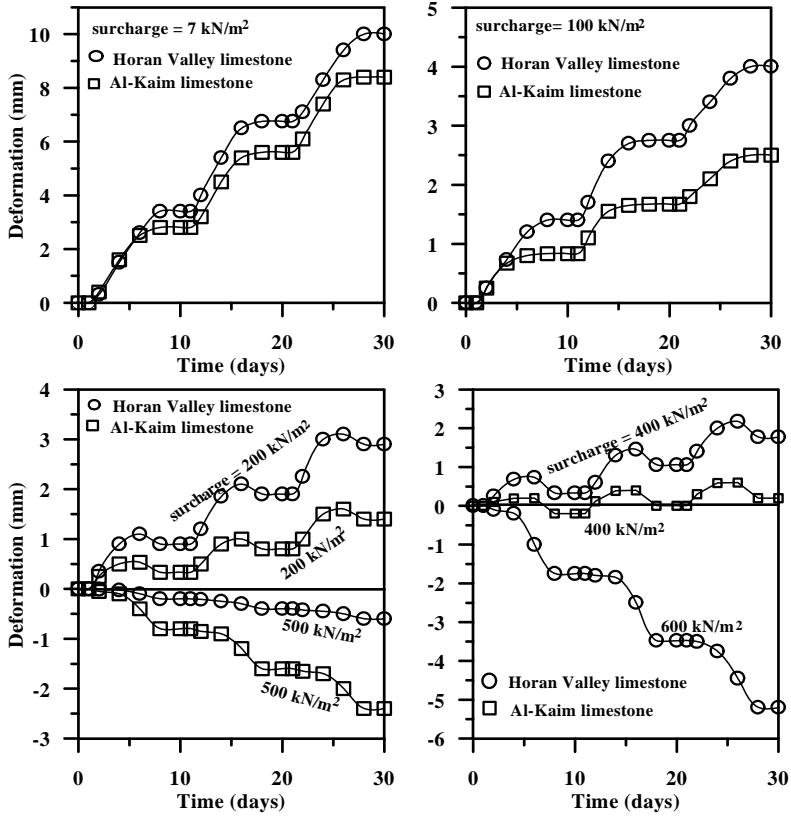 surcharge = 7 kN/m²
Horan Valley limestone
Al-Kaim limestone
Deformation (mm)
10
8
6
4
2
0
0
10
20
30
Time (days)
surcharge= 100 kN/m²
Horan Valley limestone
Al-Kaim limestone
5
4
3
2
1
0
0
10
20
30
Time (days)
Horan Valley limestone
Al-Kaim limestone
surcharge = 200 kN/m²
200 kN/m²
500 kN/m²
500 kN/m²
Deformation (mm)
4
3
2
1
0
-1
-2
-3
0
10
20
30
Time (days)
surcharge = 400 kN/m²
400 kN/m²
600 kN/m²
Horan Valley limestone
Al-Kaim limestone
3
2
1
0
-1
-2
-3
-4
-5
-6
0
10
20
30
Time (days)